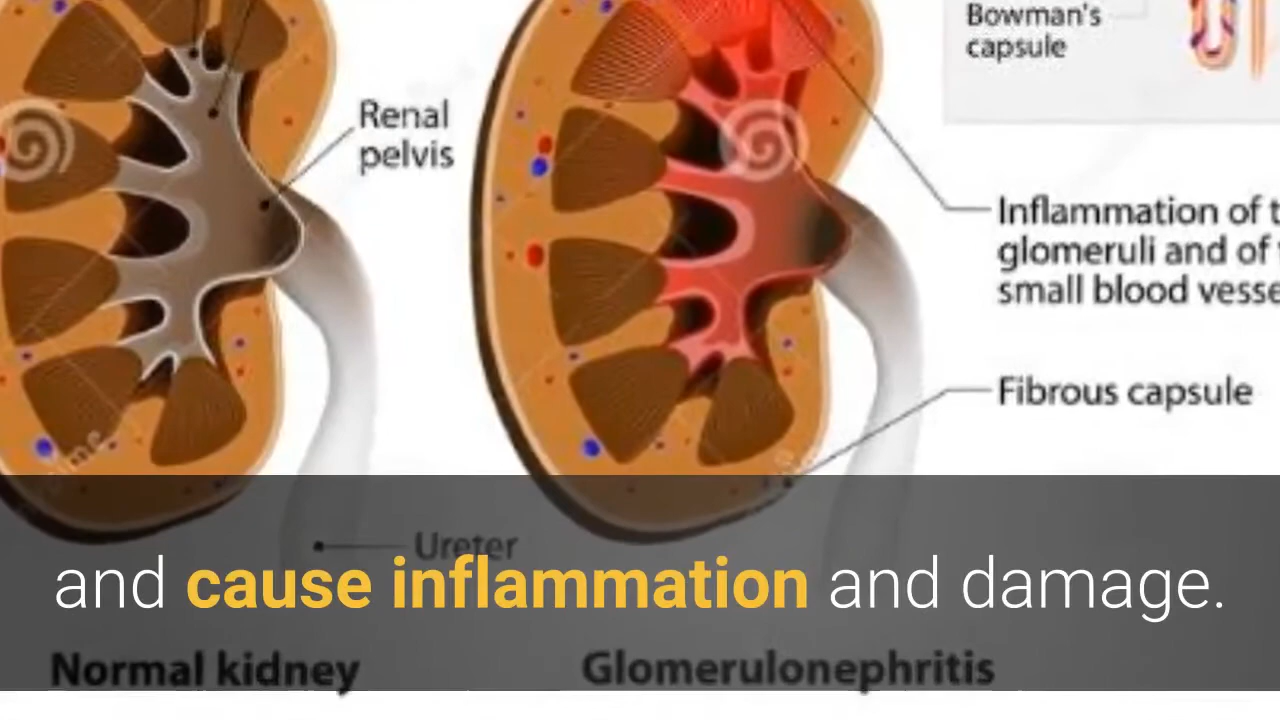 Bowman's
capsule
Renal
pelvis
Inflammation of
glomeruli and of
small blood
Fibrous capsule
Ureter
and cause inflammation and damage.
Normal kidney
Glomerulonephritis